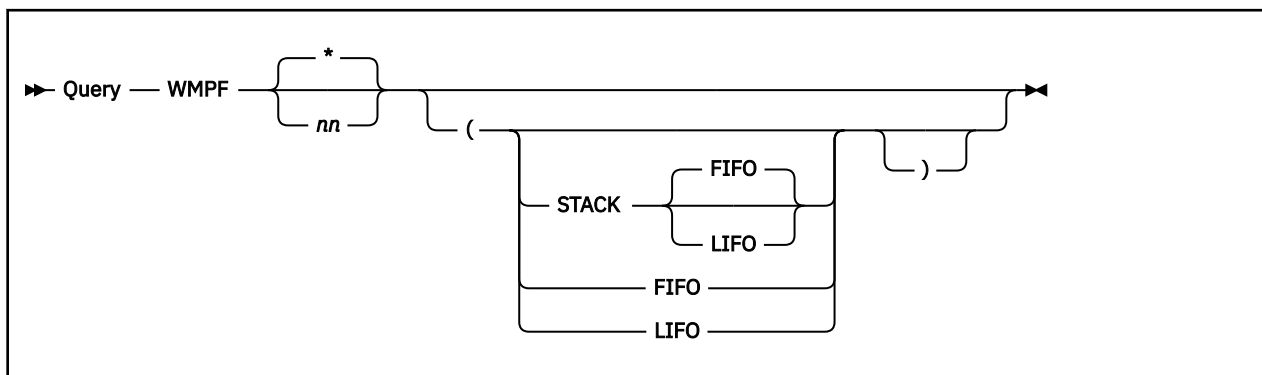 *
Query WMPF
nn
(
)
FIFO
STACK
LIFO
FIFO
LIFO